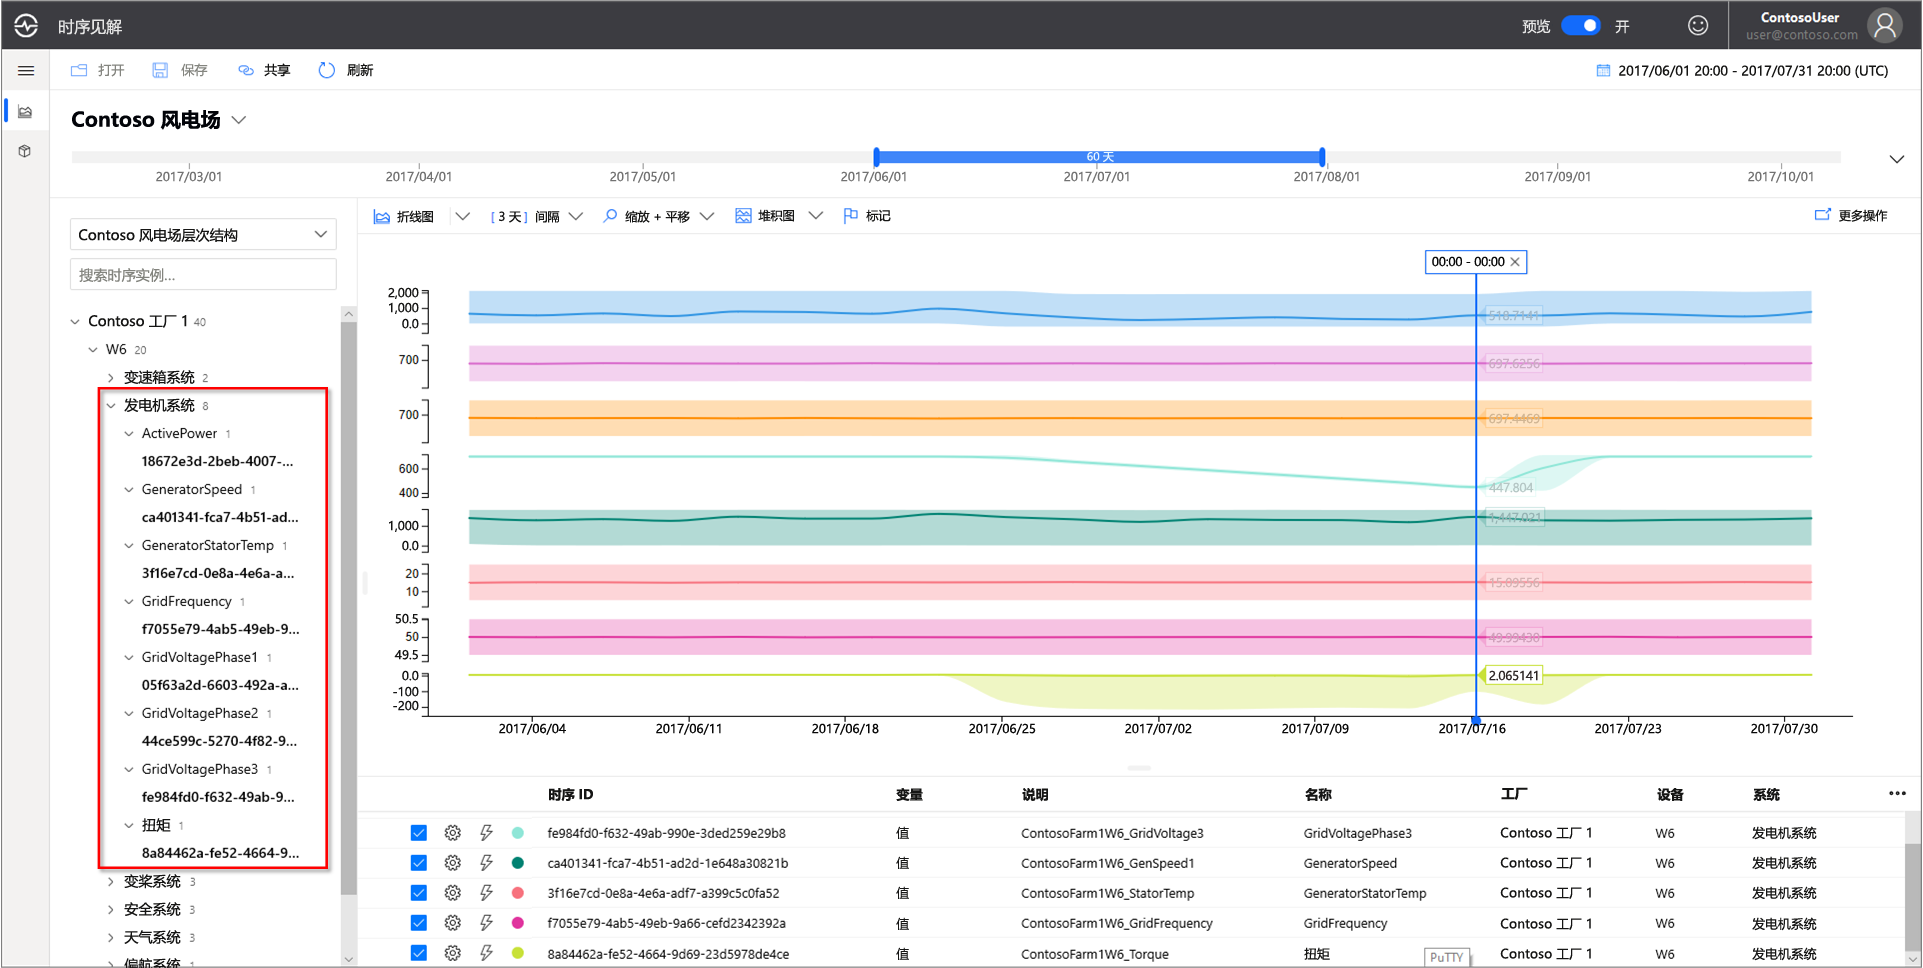 时序见解
预览 开
ContosoUser
user@contoso.com
打开 保存 共享 刷新
2017/06/01 20:00 - 2017/07/31 20:00 (UTC)
Contoso 风电场
60 天
2017/03/01 2017/04/01 2017/05/01 2017/06/01 2017/07/01 2017/08/01 2017/09/01 2017/10/01
Contoso 风电场层次结构
搜索时序实例...
Contoso 工厂 1 40
W6 20
变速箱系统 2
发电机系统 8
ActivePower 1
18672e3d-2beb-4007-...
GeneratorSpeed 1
ca401341-fca7-4b51-ad...
GeneratorStatorTemp 1
3f16e7cd-0e8a-4e6a-a...
GridFrequency 1
f7055e79-4ab5-49eb-9...
GridVoltagePhase1 1
05f63a2d-6603-492a-a...
GridVoltagePhase2 1
44ce599c-5270-4f82-9...
GridVoltagePhase3 1
fe984fd0-f632-49ab-9...
扭矩 1
8a84462a-fe52-4664-9...
变桨系统 3
安全系统 3
天气系统 3
偏航系统 1
折线图 [ 3 天 ] 间隔 缩放 + 平移 堆积图 标记 更多操作
00:00 - 00:00
2,000
1,000
0.0
518.7141
700
697.6256
700
697.4469
600
400
447.804
1,000
0.0
1,447.021
20
10
15.09556
50.5
50
49.5
49.99430
0.0
-100
-200
2.065141
2017/06/04 2017/06/11 2017/06/18 2017/06/25 2017/07/02 2017/07/09 2017/07/16 2017/07/23 2017/07/30
时序 ID 变量 说明 名称 工厂 设备 系统
fe984fd0-f632-49ab-990e-3ded259e29b8 值 ContosoFarm1W6_GridVoltage3 GridVoltagePhase3 Contoso 工厂 1 W6 发电机系统
ca401341-fca7-4b51-ad2d-1e648a30821b 值 ContosoFarm1W6_GenSpeed1 GeneratorSpeed Contoso 工厂 1 W6 发电机系统
3f16e7cd-0e8a-4e6a-adf7-a399c5c0fa52 值 ContosoFarm1W6_StatorTemp GeneratorStatorTemp Contoso 工厂 1 W6 发电机系统
f7055e79-4ab5-49eb-9a66-cefd2342392a 值 ContosoFarm1W6_GridFrequency GridFrequency Contoso 工厂 1 W6 发电机系统
8a84462a-fe52-4664-9d69-23d5978de4ce 值 ContosoFarm1W6_Torque 扭矩 Contoso 工厂 1 W6 发电机系统
PuTTY